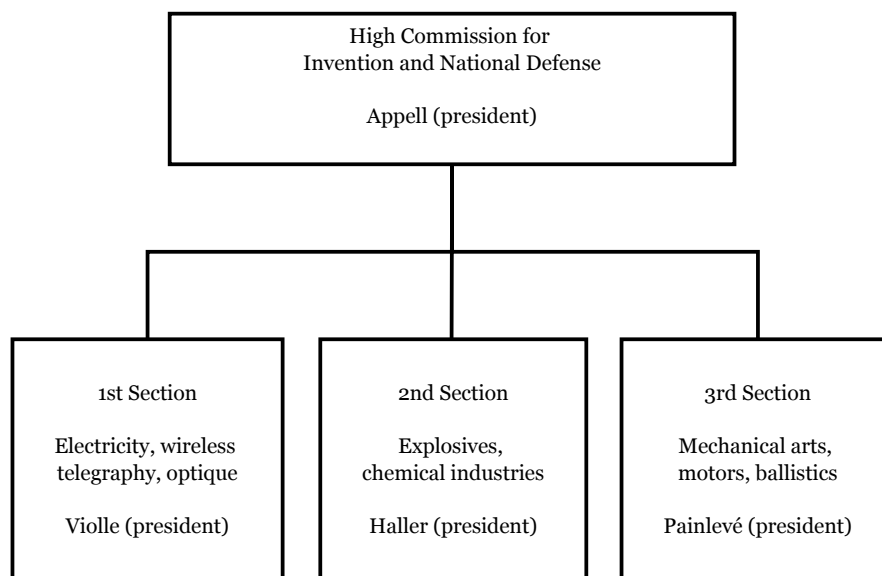 High Commission for
Invention and National Defense
Appell (president)
1st Section
Electricity, wireless
telegraphy, optique
Violle (president)
2nd Section
Explosives,
chemical industries
Haller (president)
3rd Section
Mechanical arts,
motors, ballistics
Painlevé (president)